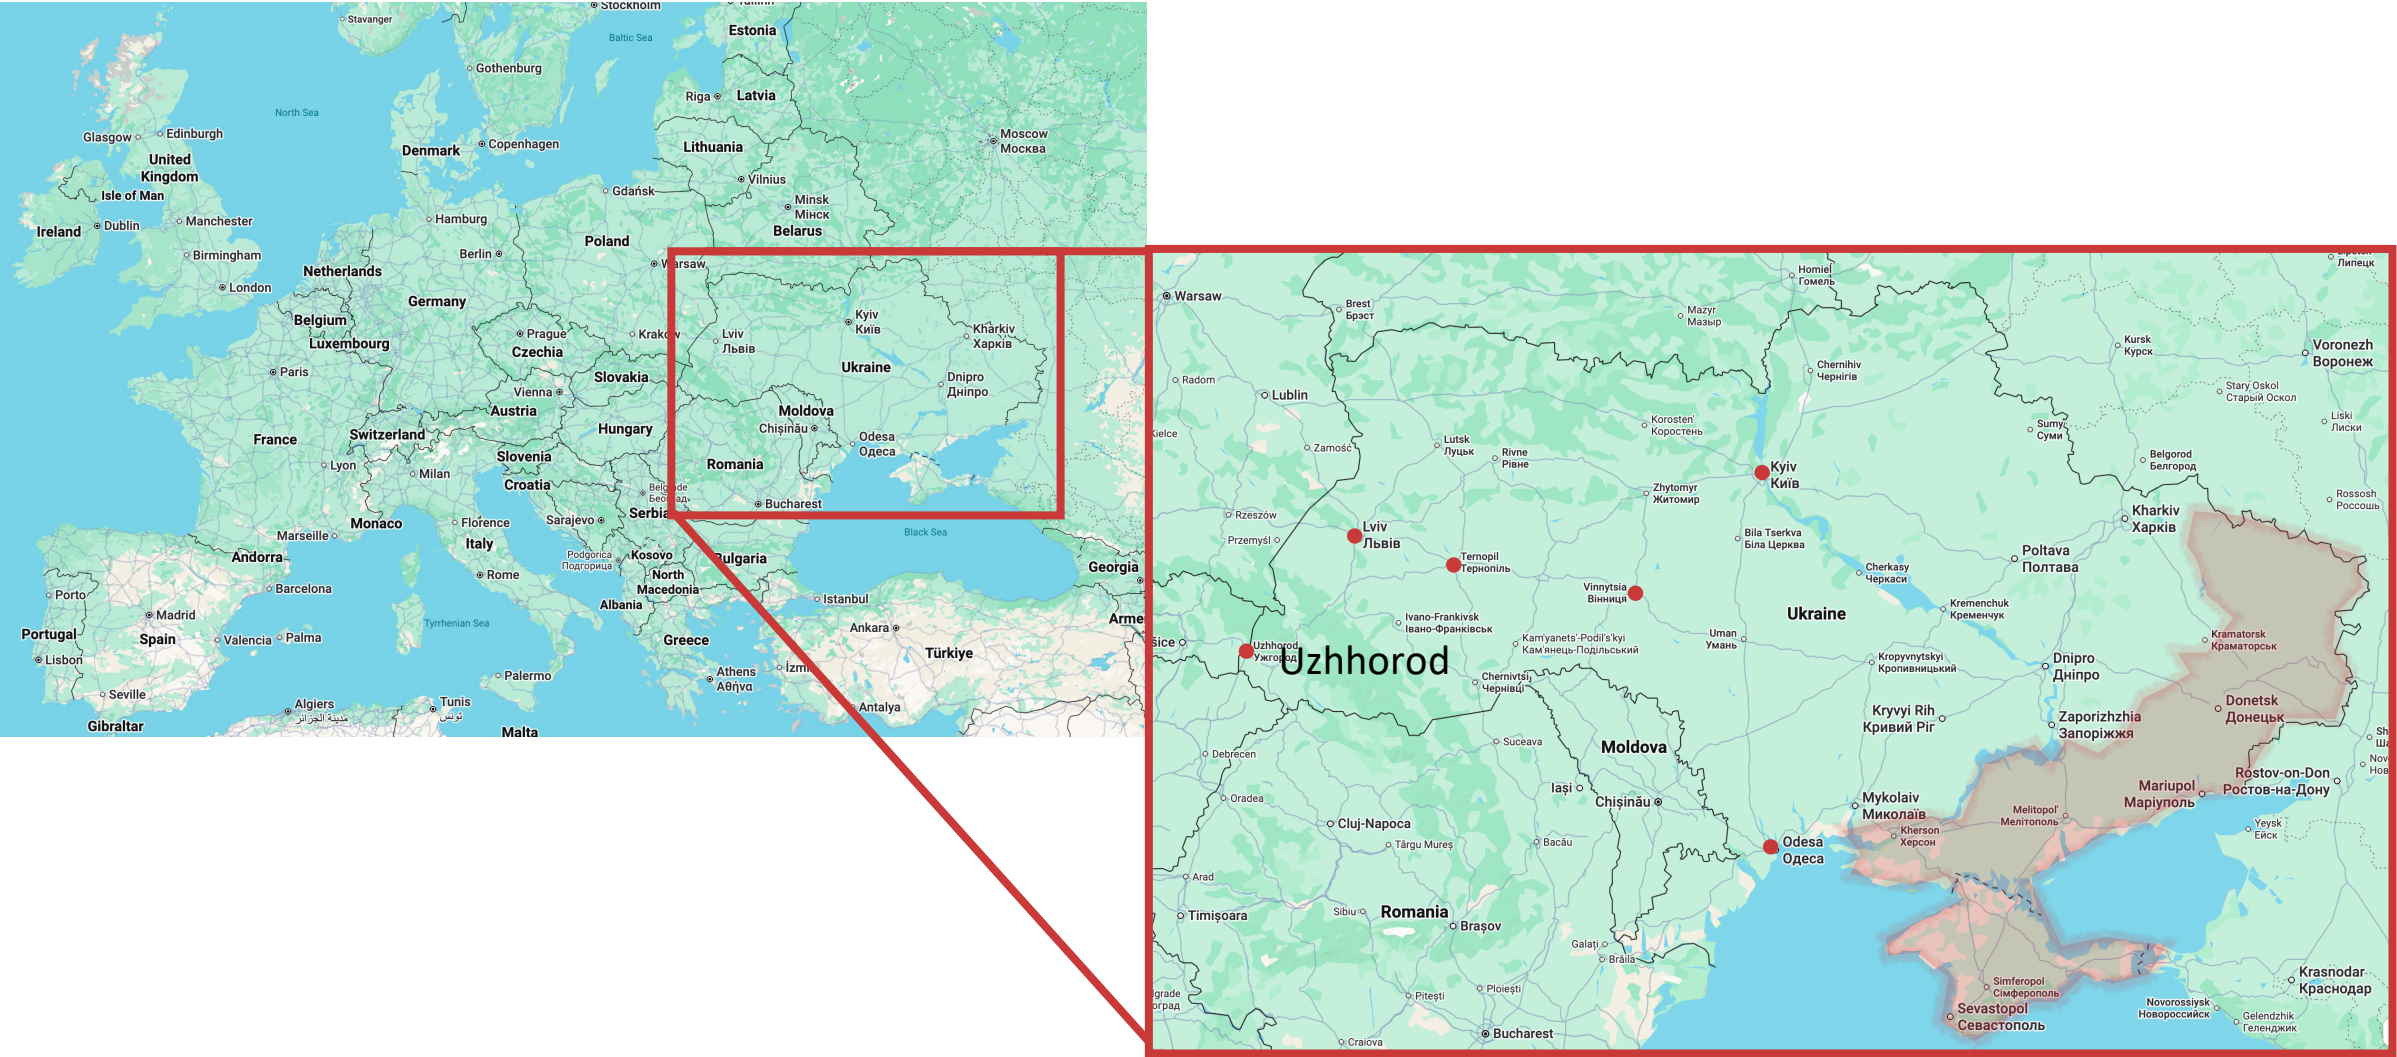 Stavanger
Stockholm
Tallinn
Estonia
Baltic Sea
Gothenburg
Riga
Latvia
North Sea
Glasgow
Edinburgh
Moscow
Москва
Denmark
Copenhagen
Lithuania
United
Kingdom
Isle of Man
Vilnius
Gdańsk
Minsk
Мінск
Manchester
Hamburg
Ireland
Dublin
Belarus
Poland
Birmingham
Berlin
Warsaw
Netherlands
London
Germany
Belgium
Kyiv
Київ
Luxembourg
Prague
Kraków
Lviv
Львів
Kharkiv
Харків
Czechia
Paris
Ukraine
Slovakia
Dnipro
Дніпро
Vienna
Austria
Moldova
Chișinău
France
Switzerland
Hungary
Odesa
Одеса
Slovenia
Lyon
Milan
Romania
Croatia
Belgrade
Београд
Bucharest
Serbia
Monaco
Florence
Sarajevo
Marseille
Italy
Black Sea
Andorra
Podgorica
Подгорица
Kosovo
Bulgaria
Georgia
Rome
North
Macedonia
Barcelona
Porto
Istanbul
Madrid
Albania
Tyrrhenian Sea
Ankara
Portugal
Spain
Valencia
Palma
Greece
Türkiye
Lisbon
Athens
Αθήνα
Palermo
Seville
Algiers
مدينة الجزائر
Tunis
تونس
Antalya
Gibraltar
Malta
Homiel
Гомель
Липецк
Warsaw
Brest
Брэст
Mazyr
Мазыр
Kursk
Курск
Voronezh
Воронеж
Radom
Lublin
Chernihiv
Чернігів
Stary Oskol
Старый Оскол
Korosten'
Коростень
Liski
Лиски
Sumy
Суми
Kielce
Zamość
Lutsk
Луцьк
Rivne
Рівне
Belgorod
Белгород
Kyiv
Київ
Zhytomyr
Житомир
Rossosh
Россошь
Rzeszów
Kharkiv
Харків
Lviv
Львів
Bila Tserkva
Біла Церква
Przemyśl
Poltava
Полтава
Ternopil
Тернопіль
Cherkasy
Черкаси
Vinnytsia
Вінниця
Kremenchuk
Кременчук
Ukraine
Ivano-Frankivsk
Івано-Франківськ
Kam'yanets'-Podil's'kyi
Кам'янець-Подільський
Uman
Умань
Kramatorsk
Краматорськ
Uzhhorod
Ужгород
Uzhhorod
Kropyvnytskyi
Кропивницький
Dnipro
Дніпро
Chernivtsi
Чернівці
Kryvyi Rih
Кривий Ріг
Zaporizhzhia
Запоріжжя
Donetsk
Донецьк
Suceava
Moldova
Debrecen
Rostov-on-Don
Ростов-на-Дону
Iași
Chișinău
Oradea
Mykolaiv
Миколаїв
Mariupol
Маріуполь
Melitopol'
Мелітополь
Cluj-Napoca
Kherson
Херсон
Yeysk
Ейск
Târgu Mureș
Bacău
Odesa
Одеса
Arad
Timișoara
Sibiu
Romania
Brașov
Galați
Brăila
Krasnodar
Краснодар
Simferopol
Сімферополь
Pitești
Ploiești
Sevastopol
Севастополь
Novorossiysk
Новороссийск
Gelendzhik
Геленджик
Bucharest
Craiova